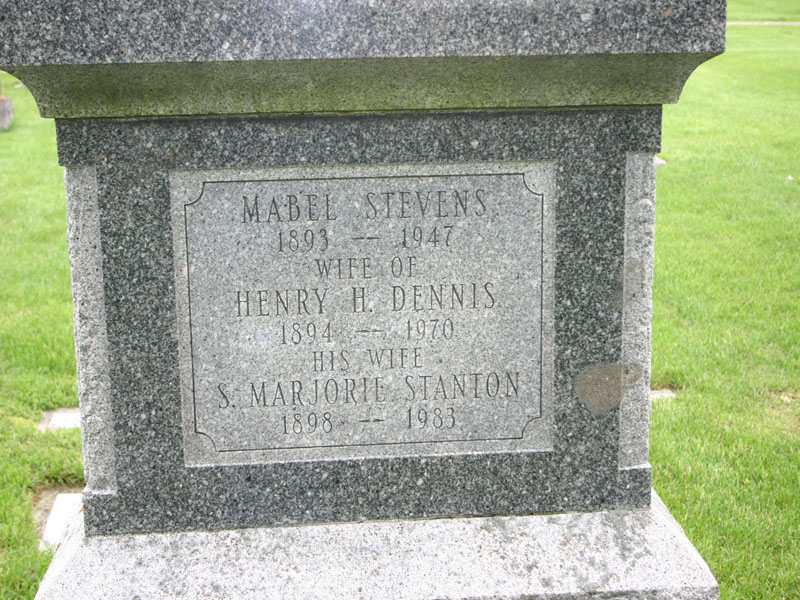 MABEL STEVENS
1893 — 1947
WIFE OF
HENRY H. DENNIS
1894 — 1970
HIS WIFE
S. MARJORIE STANTON
1898 — 1983